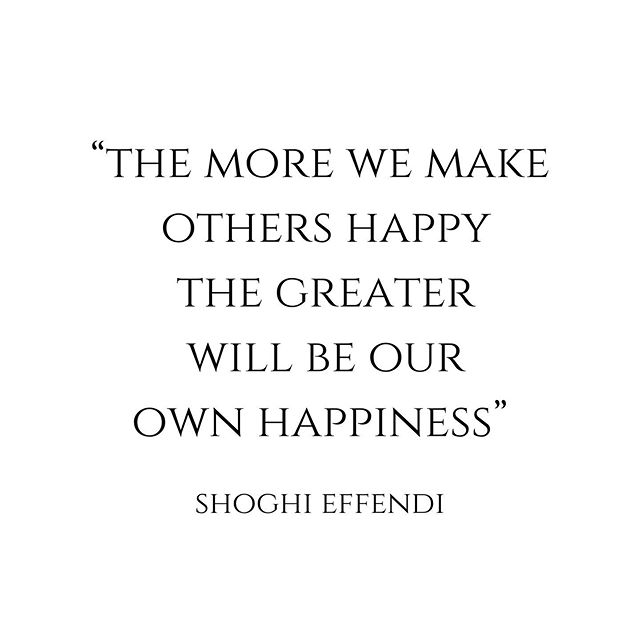 “THE MORE WE MAKE
OTHERS HAPPY
THE GREATER
WILL BE OUR
OWN HAPPINESS”
SHOGHI EFFENDI